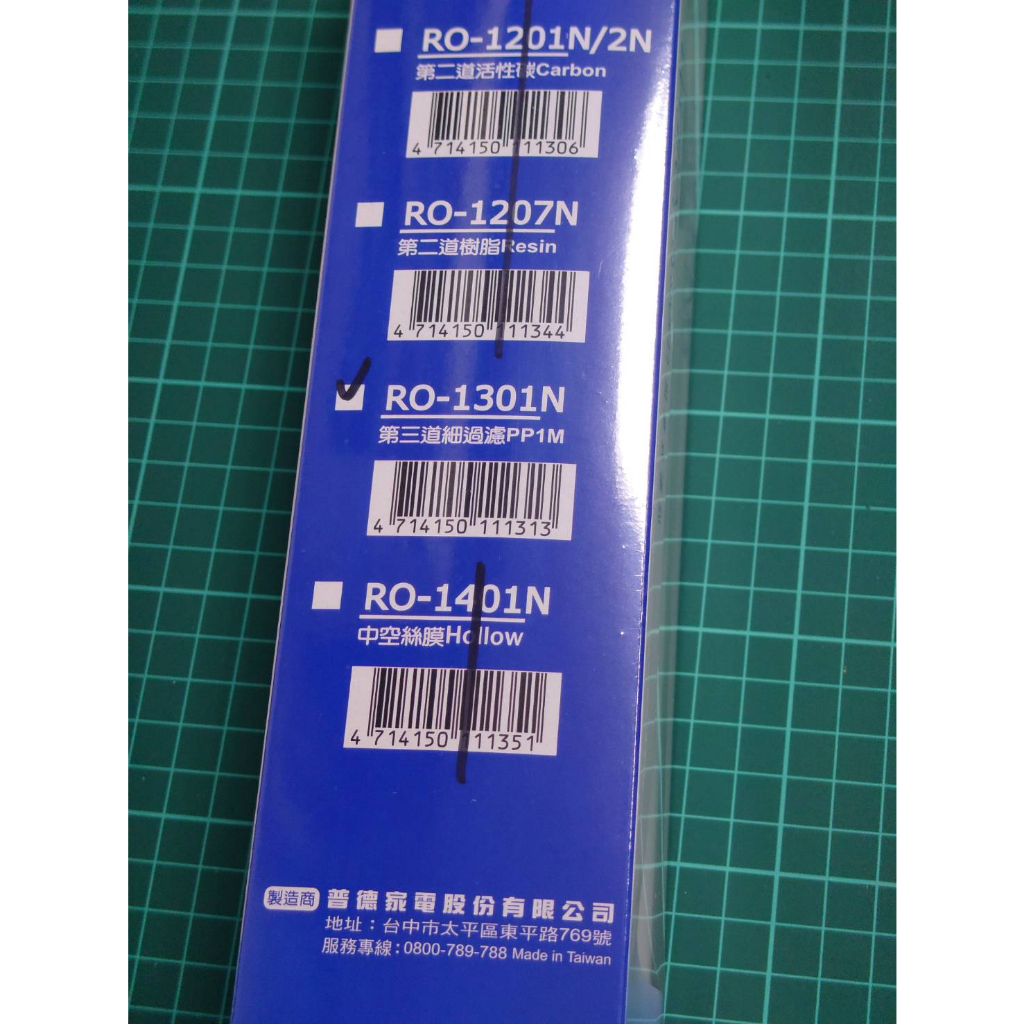 RO-1201N/2N
第二道活性碳Carbon
4 714150 111306
RO-1207N
第二道樹脂Resin
4 714150 111344
RO-1301N
第三道細過濾PP1M
4 714150 111313
RO-1401N
中空絲膜Hollow
4 714150 111351
製造商 普德家電股份有限公司
地址：台中市太平區東平路769號
服務專線：0800-789-788 Made in Taiwan